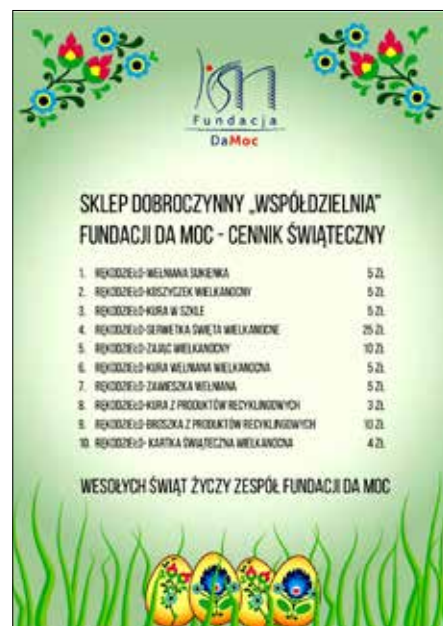 Fundacja
DaMoc
SKLEP DOBROCZYNNY „WSPÓŁDZIELNIA”
FUNDACJI DA MOC - CENNIK ŚWIĄTECZNY
1. RĘKODZIEŁO-WEŁNIANA SUKIENKA 5 ZŁ
2. RĘKODZIEŁO-KOSZYCZEK WIELKANOCNY 5 ZŁ
3. RĘKODZIEŁO-KURA W SZKLE 5 ZŁ
4. RĘKODZIEŁO-SERWETKA ŚWIĘTA WIELKANOCNE 25 ZŁ
5. RĘKODZIEŁO-ZAJĄC WIELKANOCNY 10 ZŁ
6. RĘKODZIEŁO-KURA WEŁNIANA WIELKANOCNA 5 ZŁ
7. RĘKODZIEŁO-ZAWIESZKA WEŁNIANA 5 ZŁ
8. RĘKODZIEŁO-KURA Z PRODUKTÓW RECYKLINGOWYCH 3 ZŁ
9. RĘKODZIEŁO-BROSZKA Z PRODUKTÓW RECYKLINGOWYCH 10 ZŁ
10. RĘKODZIEŁO- KARTKA ŚWIĄTECZNA WIELKANOCNA 4 ZŁ
WESOŁYCH ŚWIĄT ŻYCZY ZESPÓŁ FUNDACJI DA MOC